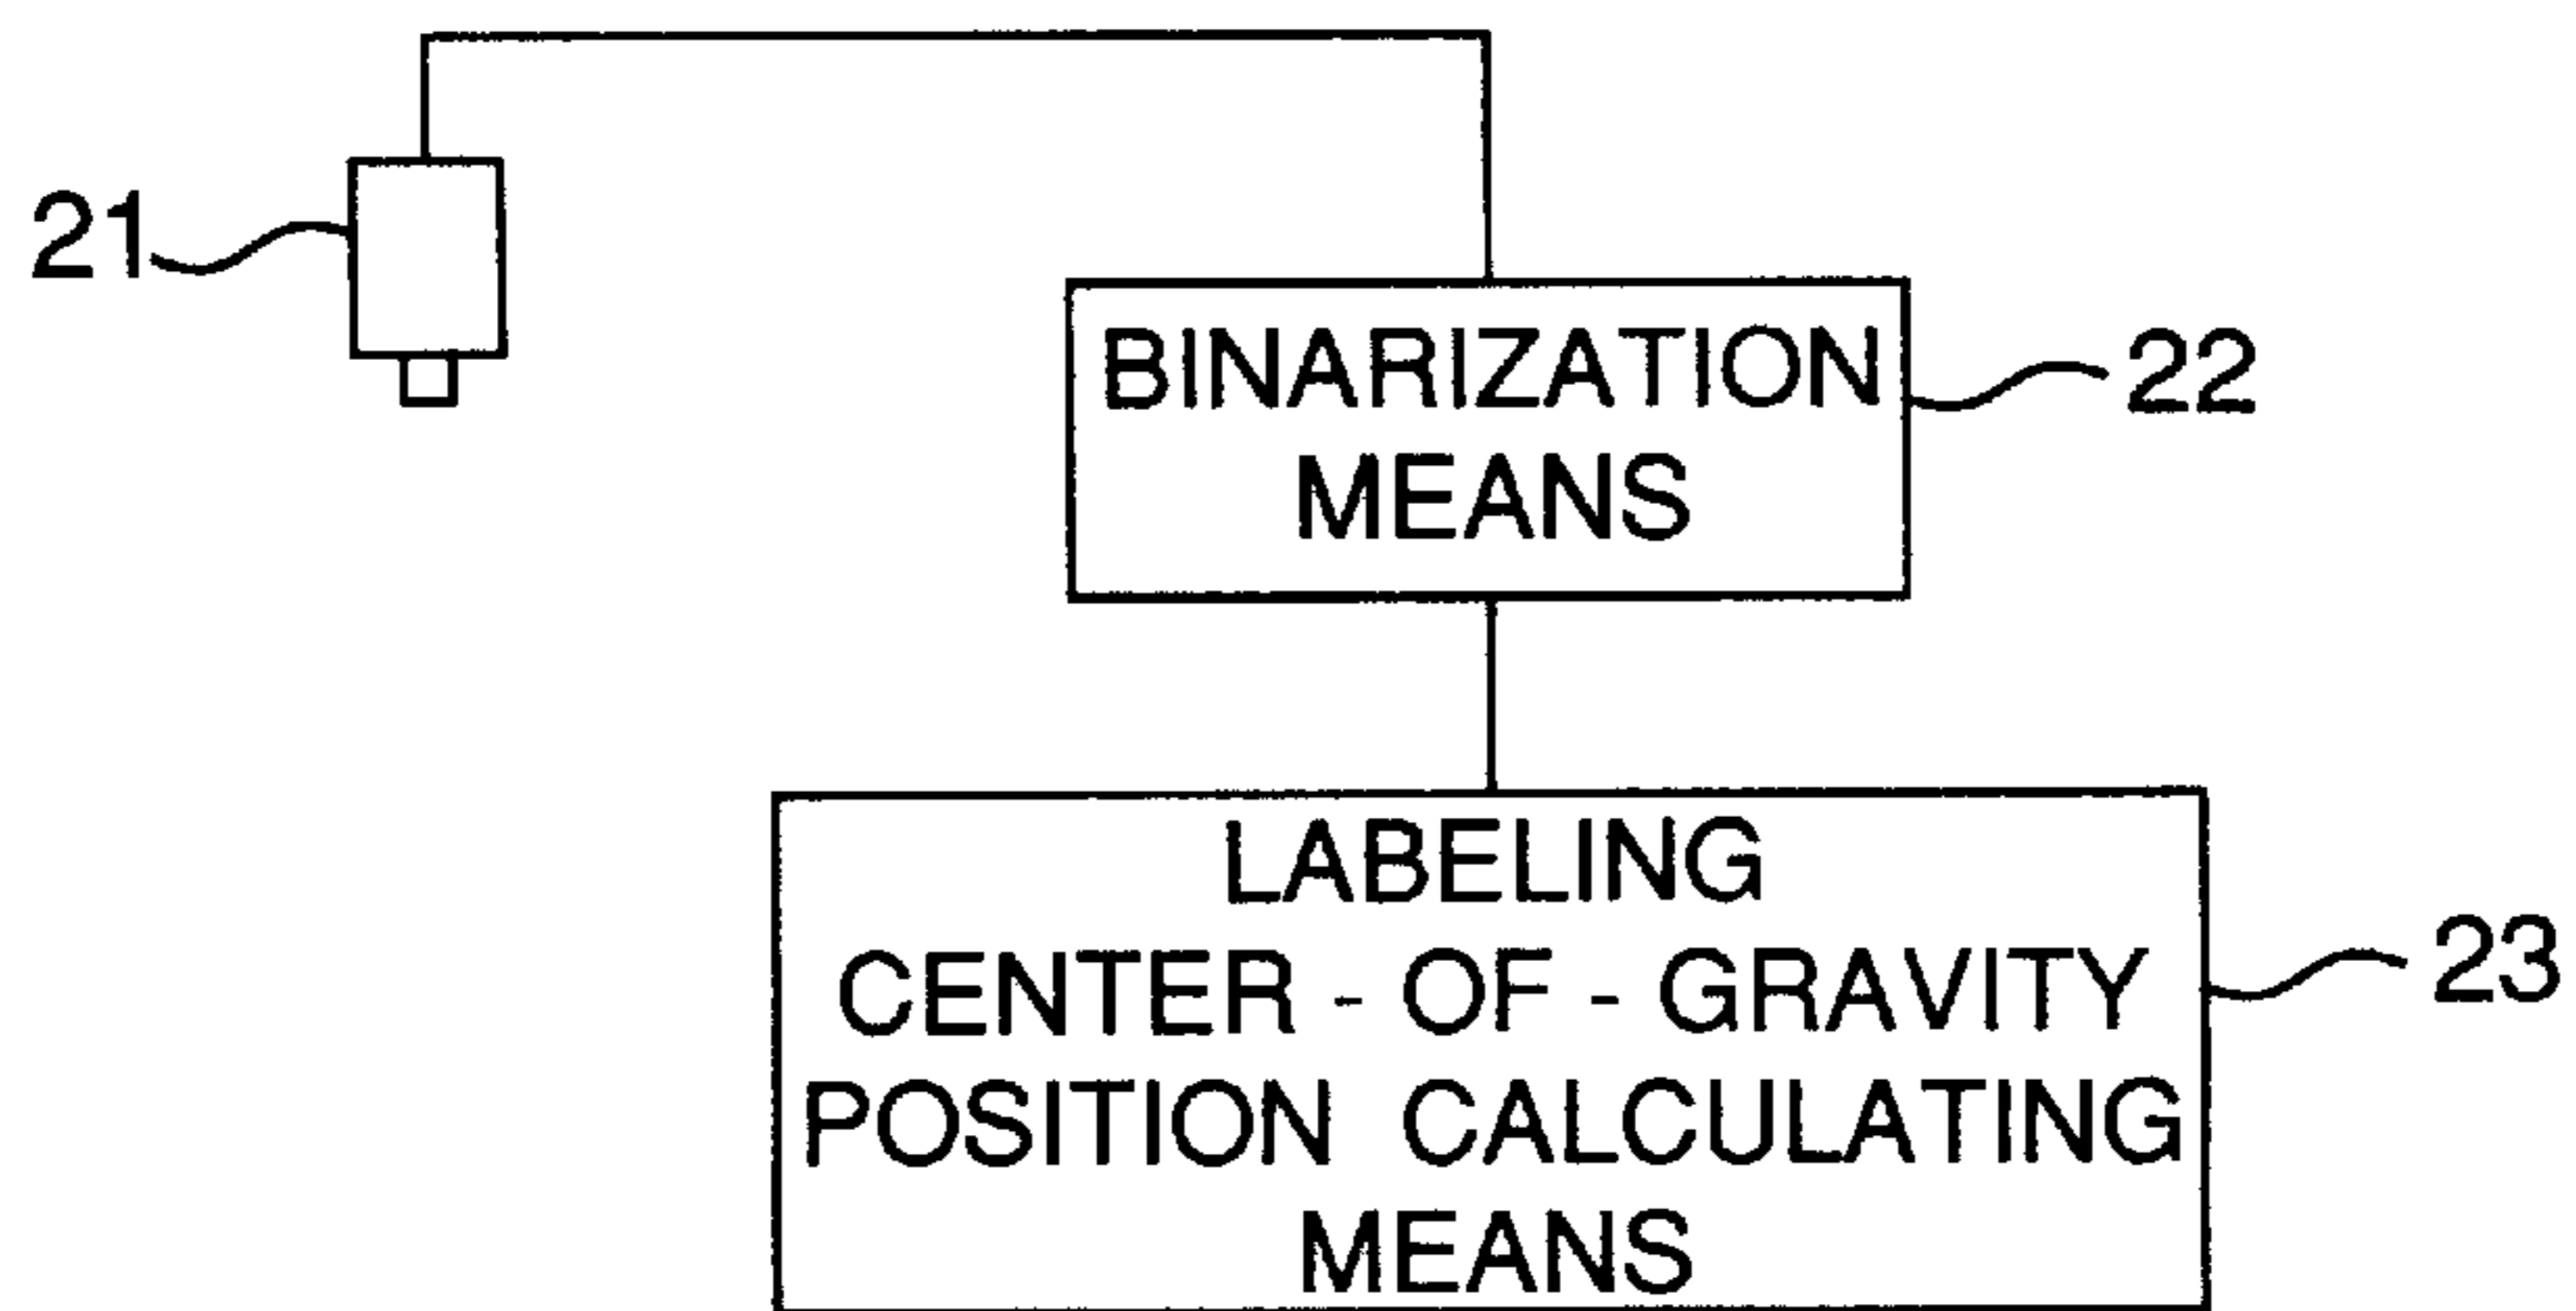 21
BINARIZATION
MEANS
22
LABELING
CENTER - OF - GRAVITY
POSITION CALCULATING
MEANS
23